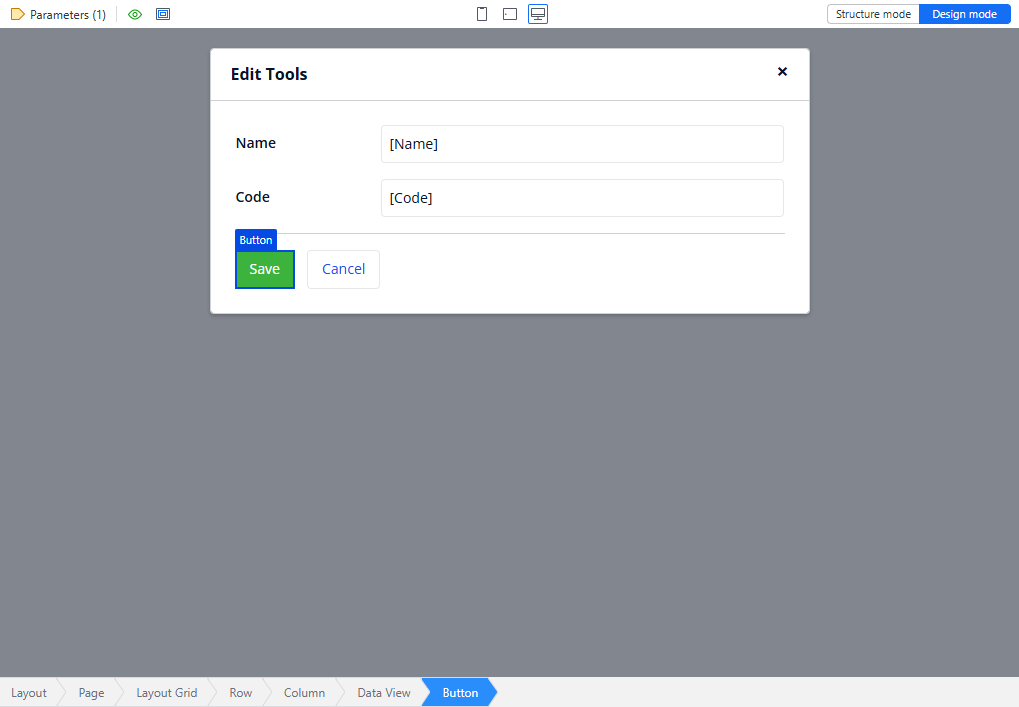 Parameters (1)
Structure mode
Design mode
Edit Tools
×
Name
[Name]
Code
[Code]
Button
Save
Cancel
Layout
Page
Layout Grid
Row
Column
Data View
Button